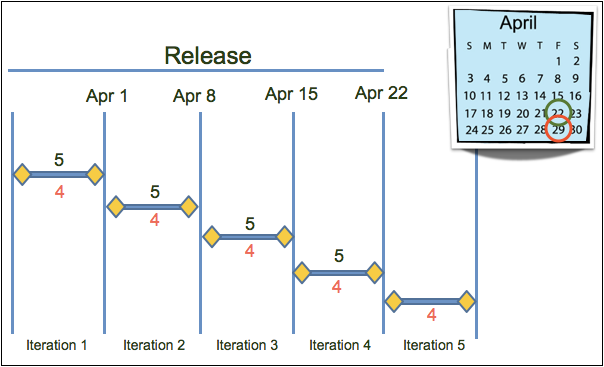 Release
Apr 1 Apr 8 Apr 15 Apr 22
April
S M T W T F S
1 2
3 4 5 6 7 8 9
10 11 12 13 14 15 16
17 18 19 20 21 22 23
24 25 26 27 28 29 30
5
4
5
4
5
4
5
4
4
Iteration 1 Iteration 2 Iteration 3 Iteration 4 Iteration 5